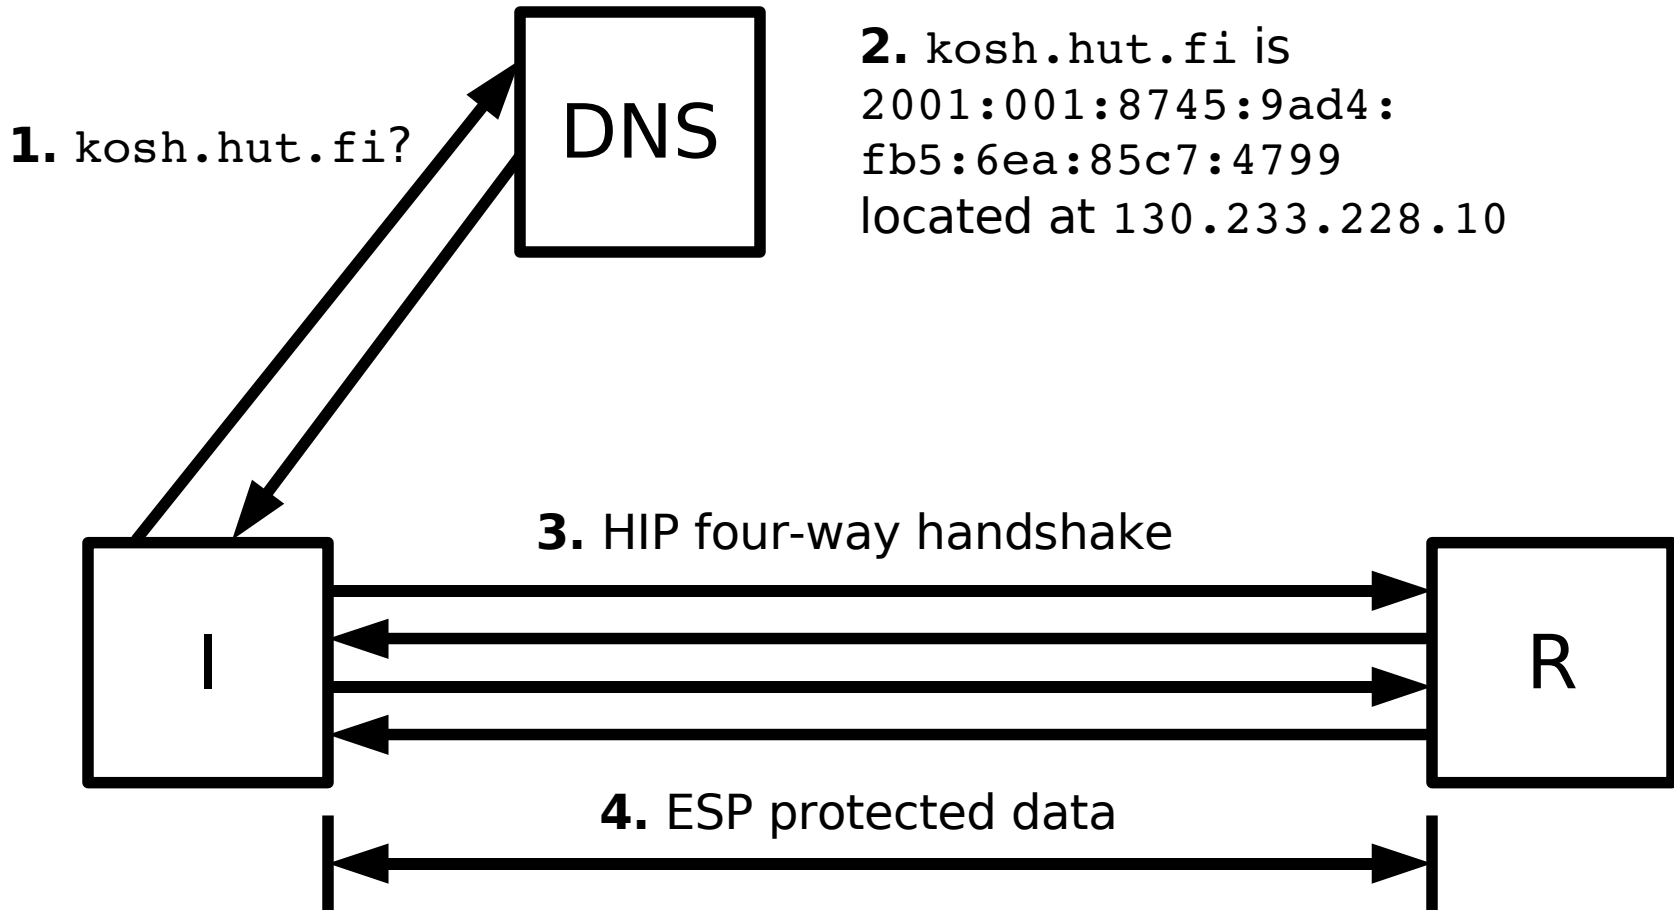 1. kosh.hut.fi?
DNS
2. kosh.hut.fi is
2001:001:8745:9ad4:
fb5:6ea:85c7:4799
located at 130.233.228.10
3. HIP four-way handshake
I
R
4. ESP protected data